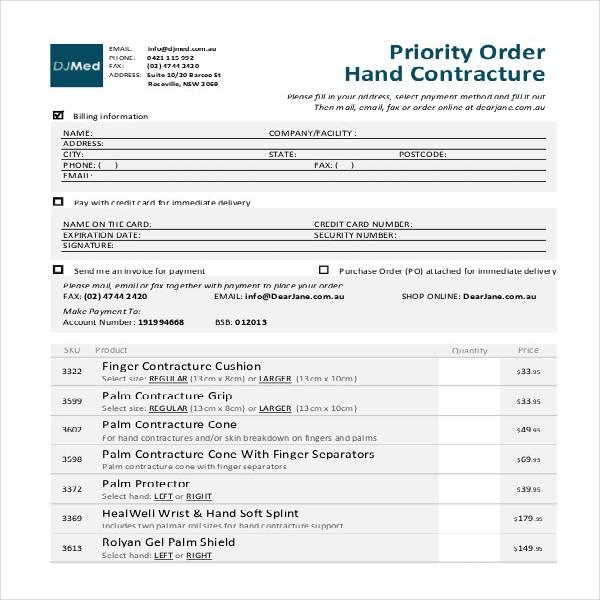 DJMed
EMAIL: info@djmed.com.au
PHONE: 0421 115 992
FAX: (02) 4744 2420
ADDRESS: Suite 10/20 Barcoo St
Roseville, NSW 2069
Priority Order
Hand Contracture
Please fill in your address, select payment method and fill it out
Then mail, email, fax or order online at dearjane.com.au
Billing information
NAME: COMPANY/FACILITY :
ADDRESS:
CITY: STATE: POSTCODE:
PHONE: ( ) FAX: ( )
EMAIL:
Pay with credit card for immediate delivery
NAME ON THE CARD: CREDIT CARD NUMBER:
EXPIRATION DATE: SECURITY NUMBER:
SIGNATURE:
Send me an invoice for payment Purchase Order (PO) attached for immediate delivery
Please mail, email or fax together with payment to place your order:
FAX: (02) 4744 2420 EMAIL: info@DearJane.com.au SHOP ONLINE: DearJane.com.au
Make Payment To:
Account Number: 191994668 BSB: 012013
SKU Product Quantity Price
3322 Finger Contracture Cushion $33.95
Select size: REGULAR (13cm x 8cm) or LARGER (13cm x 10cm)
3599 Palm Contracture Grip $33.95
Select size: REGULAR (13cm x 8cm) or LARGER (13cm x 10cm)
3602 Palm Contracture Cone $49.95
For hand contractures and/or skin breakdown on fingers and palms
3598 Palm Contracture Cone With Finger Separators $69.95
Palm contracture cone with finger separators
3372 Palm Protector $39.95
Select hand: LEFT or RIGHT
3369 HealWell Wrist & Hand Soft Splint $179.95
Includes two palmar roll sizes for hand contracture support
3613 Rolyan Gel Palm Shield $149.95
Select hand: LEFT or RIGHT